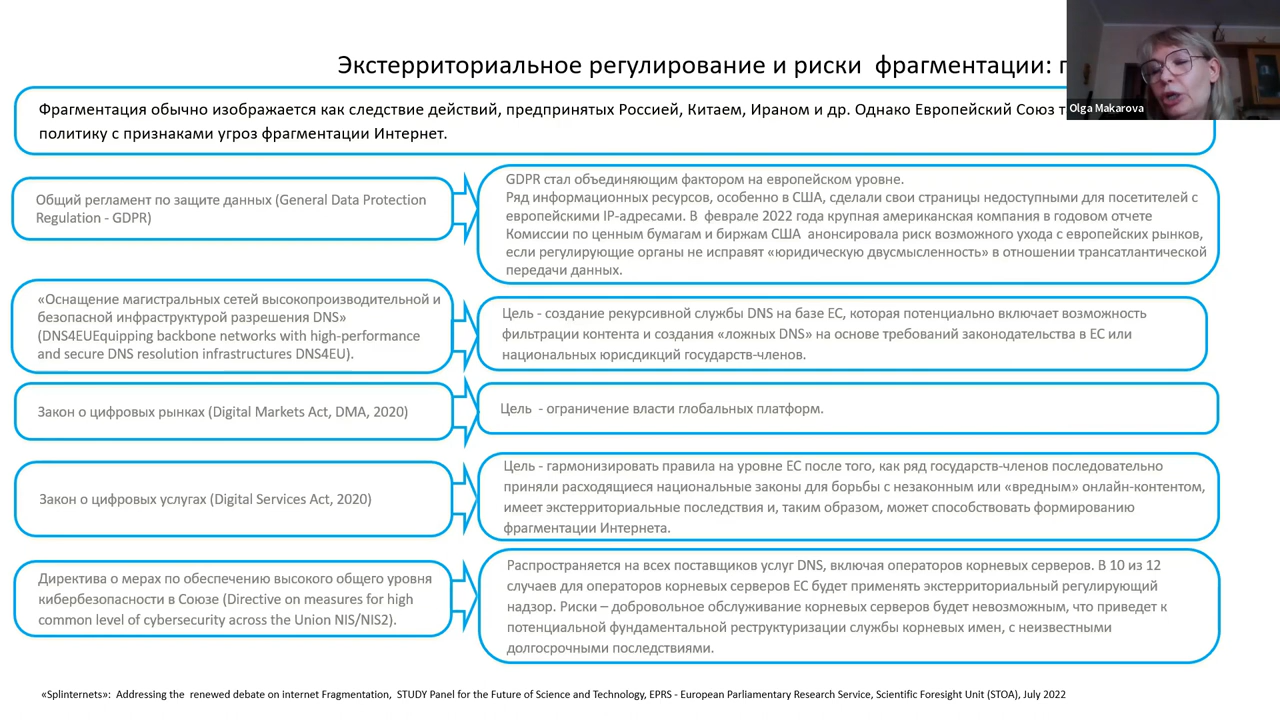 Экстерриториальное регулирование и риски фрагментации:
Olga Makarova
Фрагментация обычно изображается как следствие действий, предпринятых Россией, Китаем, Ираном и др. Однако Европейский Союз
политику с признаками угроз фрагментации Интернет.
Общий регламент по защите данных (General Data Protection
Regulation - GDPR)
GDPR стал объединяющим фактором на европейском уровне.
Ряд информационных ресурсов, особенно в США, сделали свои страницы недоступными для посетителей с
европейскими IP-адресами. В феврале 2022 года крупная американская компания в годовом отчете
Комиссии по ценным бумагам и биржам США анонсировала риск возможного ухода с европейских рынков,
если регулирующие органы не исправят «юридическую двусмысленность» в отношении трансатлантической
передачи данных.
«Оснащение магистральных сетей высокопроизводительной и
безопасной инфраструктурой разрешения DNS»
(DNS4EUEquipping backbone networks with high-performance
and secure DNS resolution infrastructures DNS4EU).
Цель - создание рекурсивной службы DNS на базе ЕС, которая потенциально включает возможность
фильтрации контента и создания «ложных DNS» на основе требований законодательства в ЕС или
национальных юрисдикций государств-членов.
Закон о цифровых рынках (Digital Markets Act, DMA, 2020)
Цель - ограничение власти глобальных платформ.
Закон о цифровых услугах (Digital Services Act, 2020)
Цель - гармонизировать правила на уровне ЕС после того, как ряд государств-членов последовательно
приняли расходящиеся национальные законы для борьбы с незаконным или «вредным» онлайн-контентом,
имеет экстерриториальные последствия и, таким образом, может способствовать формированию
фрагментации Интернета.
Директива о мерах по обеспечению высокого общего уровня
кибербезопасности в Союзе (Directive on measures for high
common level of cybersecurity across the Union NIS/NIS2).
Распространяется на всех поставщиков услуг DNS, включая операторов корневых серверов. В 10 из 12
случаев для операторов корневых серверов ЕС будет применять экстерриториальный регулирующий
надзор. Риски – добровольное обслуживание корневых серверов будет невозможным, что приведет к
потенциальной фундаментальной реструктуризации службы корневых имен, с неизвестными
долгосрочными последствиями.
«Splinternets»: Addressing the renewed debate on internet Fragmentation, STUDY Panel for the Future of Science and Technology, EPRS - European Parliamentary Research Service, Scientific Foresight Unit (STOA), July 2022